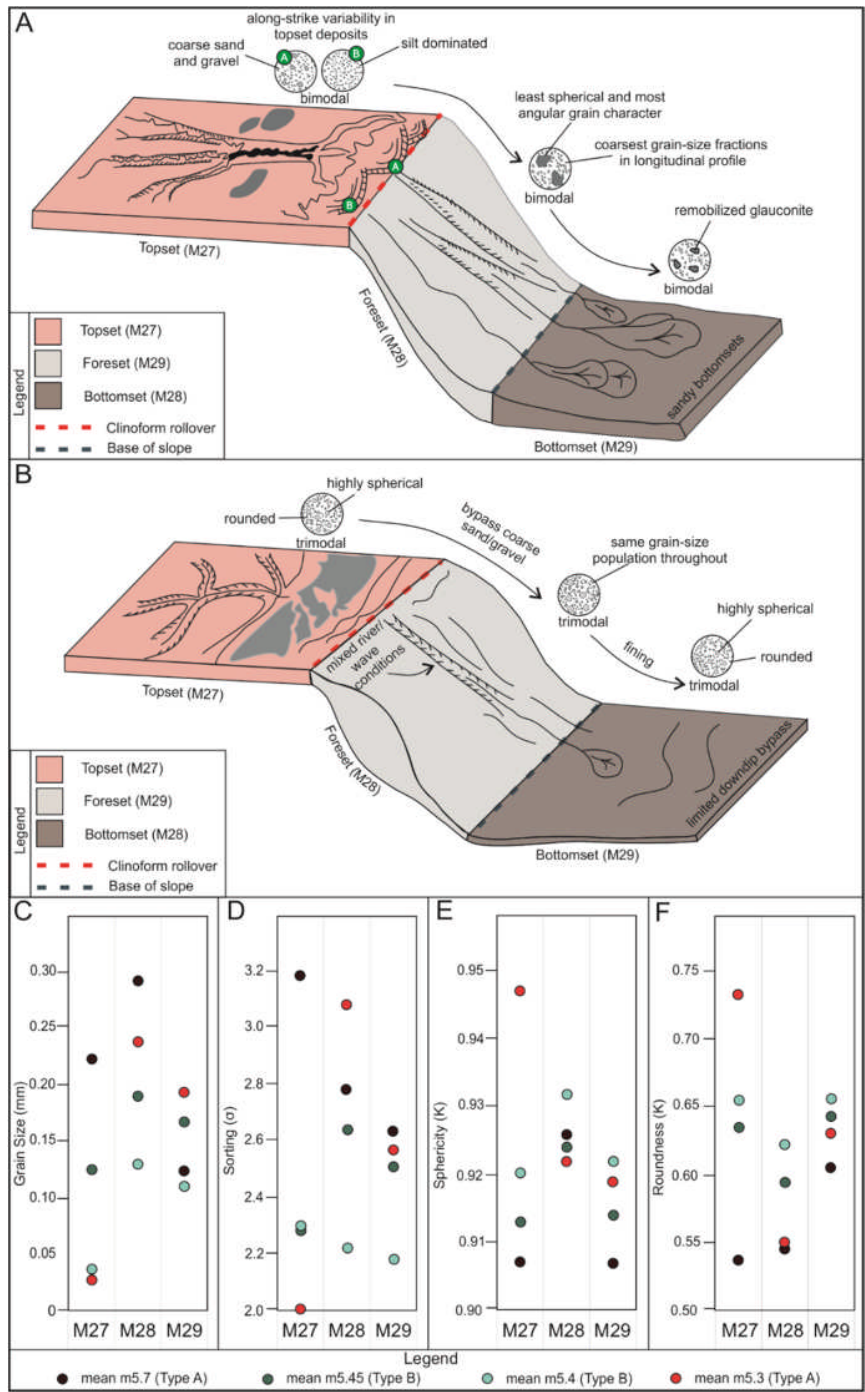 A
along-strike variability in
topset deposits
coarse sand
and gravel
A
B
silt dominated
bimodal
least spherical and most
angular grain character
coarsest grain-size fractions
in longitudinal profile
bimodal
remobilized glauconite
bimodal
A
B
Topset (M27)
Foreset (M28)
sandy bottomsets
Bottomset (M29)
Legend
Topset (M27)
Foreset (M29)
Bottomset (M28)
Clinoform rollover
Base of slope
B
highly spherical
rounded
trimodal
bypass coarse
sand/gravel
same grain-size
population throughout
trimodal
fining
highly spherical
rounded
trimodal
mixed river/
wave
conditions
Topset (M27)
Foreset (M28)
limited downdip bypass
Bottomset (M29)
Legend
Topset (M27)
Foreset (M29)
Bottomset (M28)
Clinoform rollover
Base of slope
C
Grain Size (mm)
0.30
0.25
0.20
0.15
0.10
0.05
0
M27 M28 M29
D
Sorting (σ)
3.2
3.0
2.8
2.6
2.4
2.2
2.0
M27 M28 M29
E
Sphericity (K)
0.95
0.94
0.93
0.92
0.91
0.90
M27 M28 M29
F
Roundness (K)
0.75
0.70
0.65
0.60
0.55
0.50
M27 M28 M29
Legend
mean m5.7 (Type A) mean m5.45 (Type B) mean m5.4 (Type B) mean m5.3 (Type A)